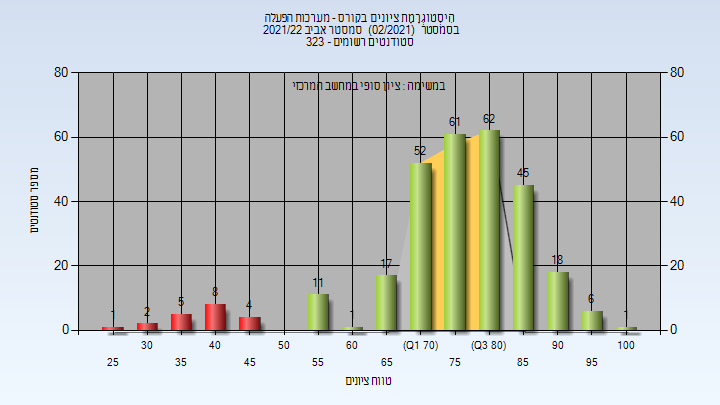 היסטוגרמת ציונים בקורס - מערכות הפעלה
בסמסטר (02/2021) סמסטר אביב 2021/22
סטודנטים רשומים - 323
במשימה : ציון סופי במחשב המרכזי
80 80
60 60
40 40
20 20
0 0
מספר סטודנטים
1 2 5 8 4 11 1 17 52 61 62 45 18 6 1
30 40 50 60 (Q1 70) (Q3 80) 90 100
25 35 45 55 65 75 85 95
טווח ציונים